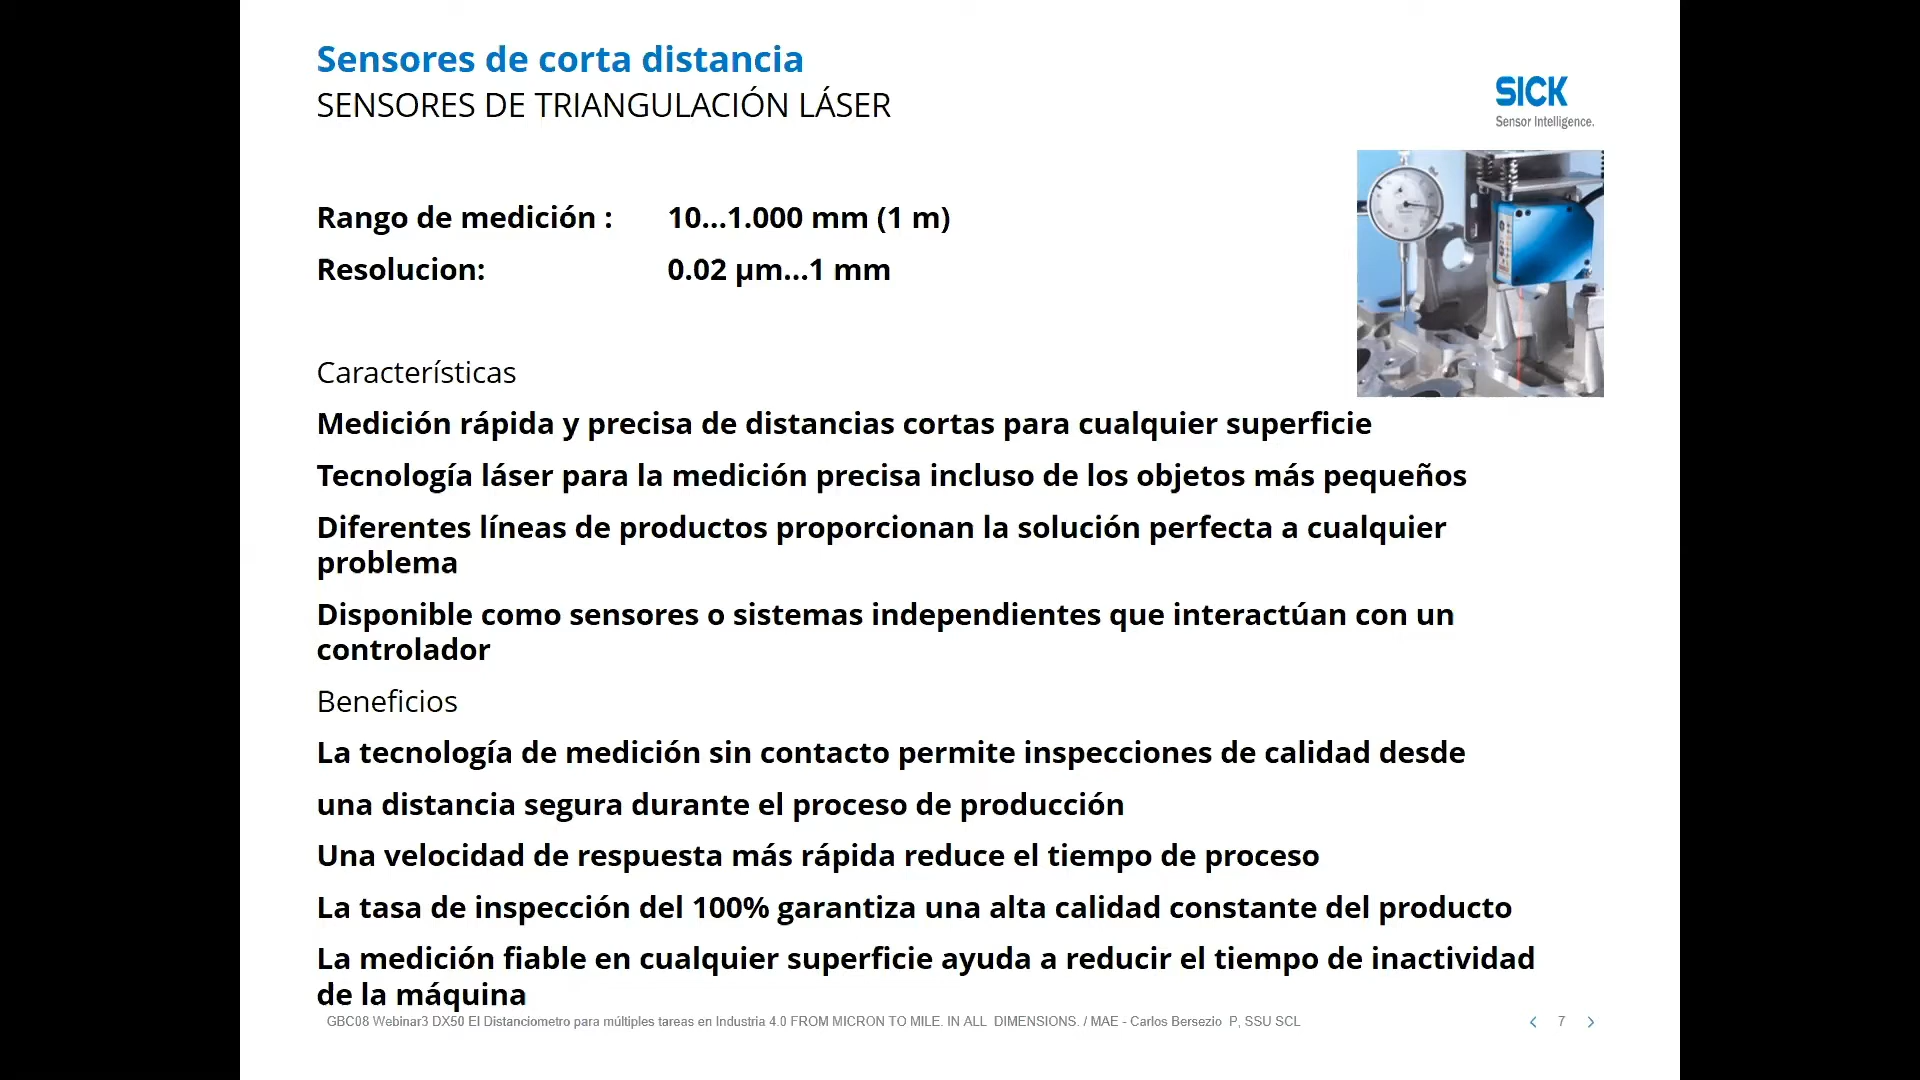 Sensores de corta distancia
SENSORES DE TRIANGULACIÓN LÁSER
SICK
Sensor Intelligence.
Rango de medición : 10...1.000 mm (1 m)
Resolucion: 0.02 µm...1 mm
Características
Medición rápida y precisa de distancias cortas para cualquier superficie
Tecnología láser para la medición precisa incluso de los objetos más pequeños
Diferentes líneas de productos proporcionan la solución perfecta a cualquier
problema
Disponible como sensores o sistemas independientes que interactúan con un
controlador
Beneficios
La tecnología de medición sin contacto permite inspecciones de calidad desde
una distancia segura durante el proceso de producción
Una velocidad de respuesta más rápida reduce el tiempo de proceso
La tasa de inspección del 100% garantiza una alta calidad constante del producto
La medición fiable en cualquier superficie ayuda a reducir el tiempo de inactividad
de la máquina
GBC08 Webinar3 DX50 El Distanciometro para múltiples tareas en Industria 4.0 FROM MICRON TO MILE. IN ALL DIMENSIONS. / MAE - Carlos Bersezio P, SSU SCL
7